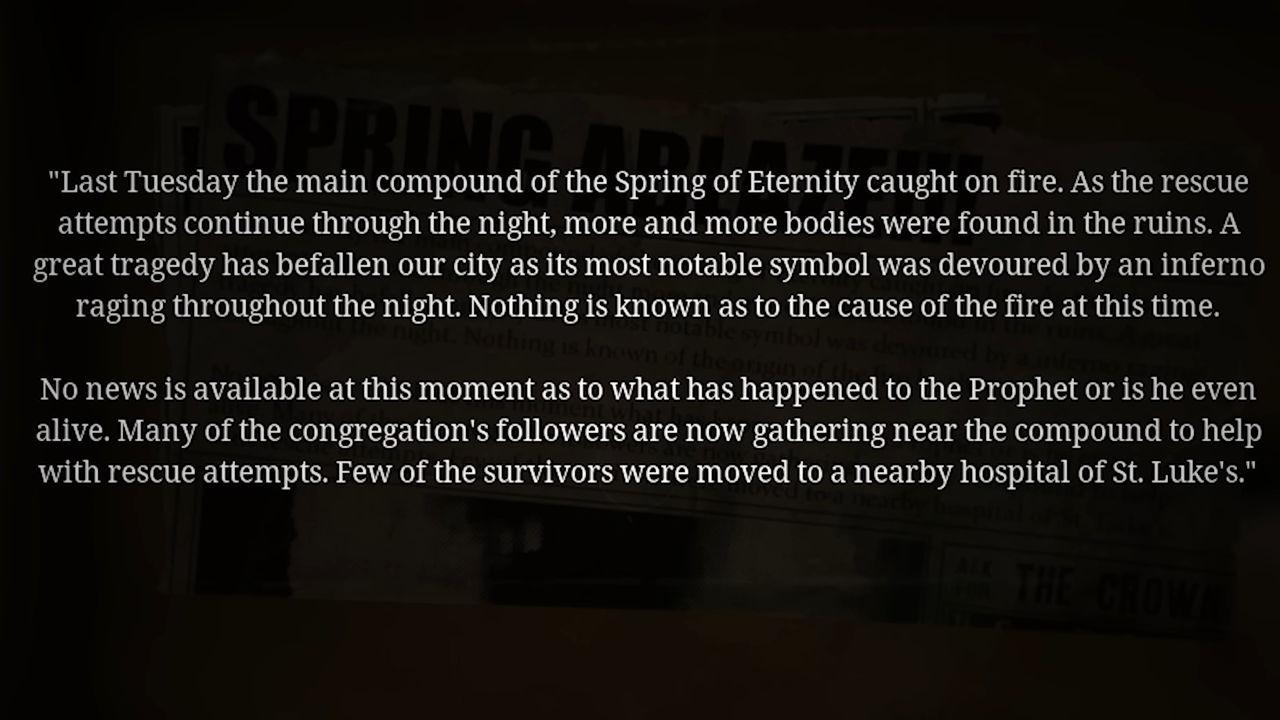 SPRING ABLAZE!!!
"Last Tuesday the main compound of the Spring of Eternity caught on fire. As the rescue
attempts continue through the night, more and more bodies were found in the ruins. A
great tragedy has befallen our city as its most notable symbol was devoured by an inferno
raging throughout the night. Nothing is known as to the cause of the fire at this time.
No news is available at this moment as to what has happened to the Prophet or is he even
alive. Many of the congregation's followers are now gathering near the compound to help
with rescue attempts. Few of the survivors were moved to a nearby hospital of St. Luke's."
THE CROWN